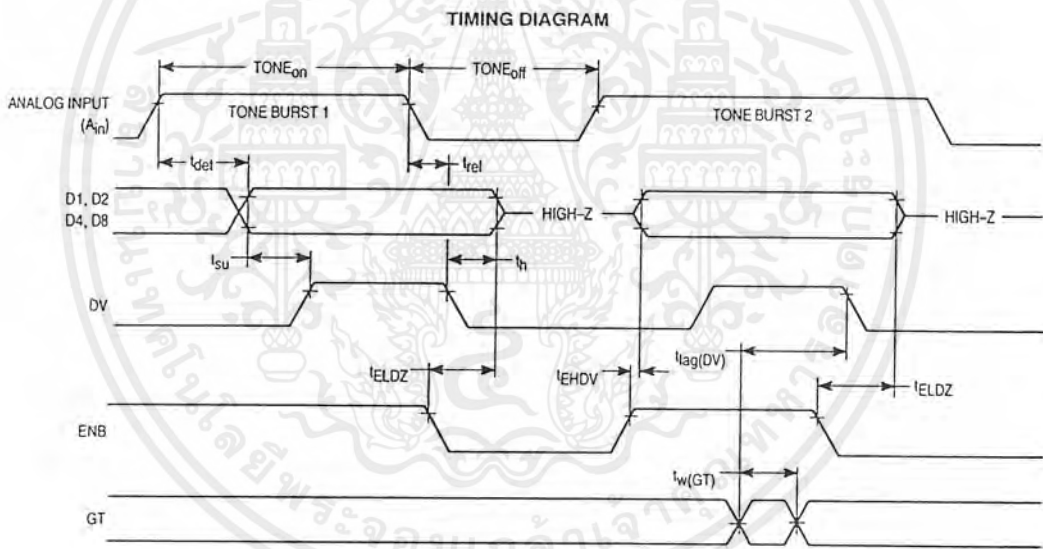 TIMING DIAGRAM
TONEon
TONEoff
ANALOG INPUT
(Ain)
TONE BURST 1
TONE BURST 2
tdet
trel
D1, D2
D4, D8
HIGH–Z
HIGH–Z
tsu
th
DV
tlag(DV)
tELDZ
tEHDV
tELDZ
ENB
tw(GT)
GT